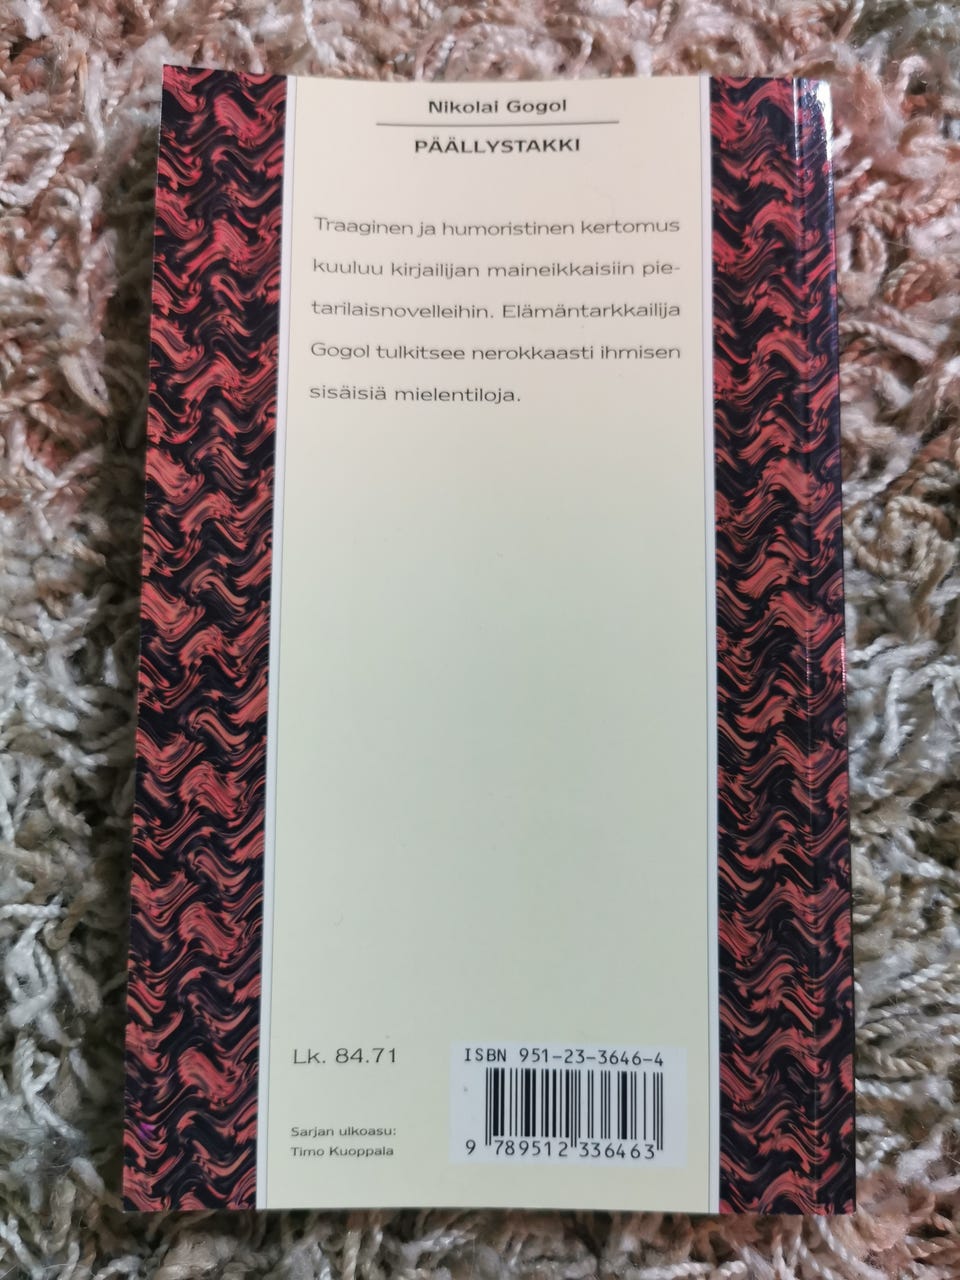 Nikolai Gogol
PÄÄLLYSTAKKI
Traaginen ja humoristinen kertomus
kuuluu kirjailijan maineikkaisiin pie-
tarilaisnovelleihin. Elämäntarkkailija
Gogol tulkitsee nerokkaasti ihmisen
sisäisiä mielentiloja.
Lk. 84.71
Sarjan ulkoasu:
Timo Kuoppala
ISBN 951-23-3646-4
9 789512 336463